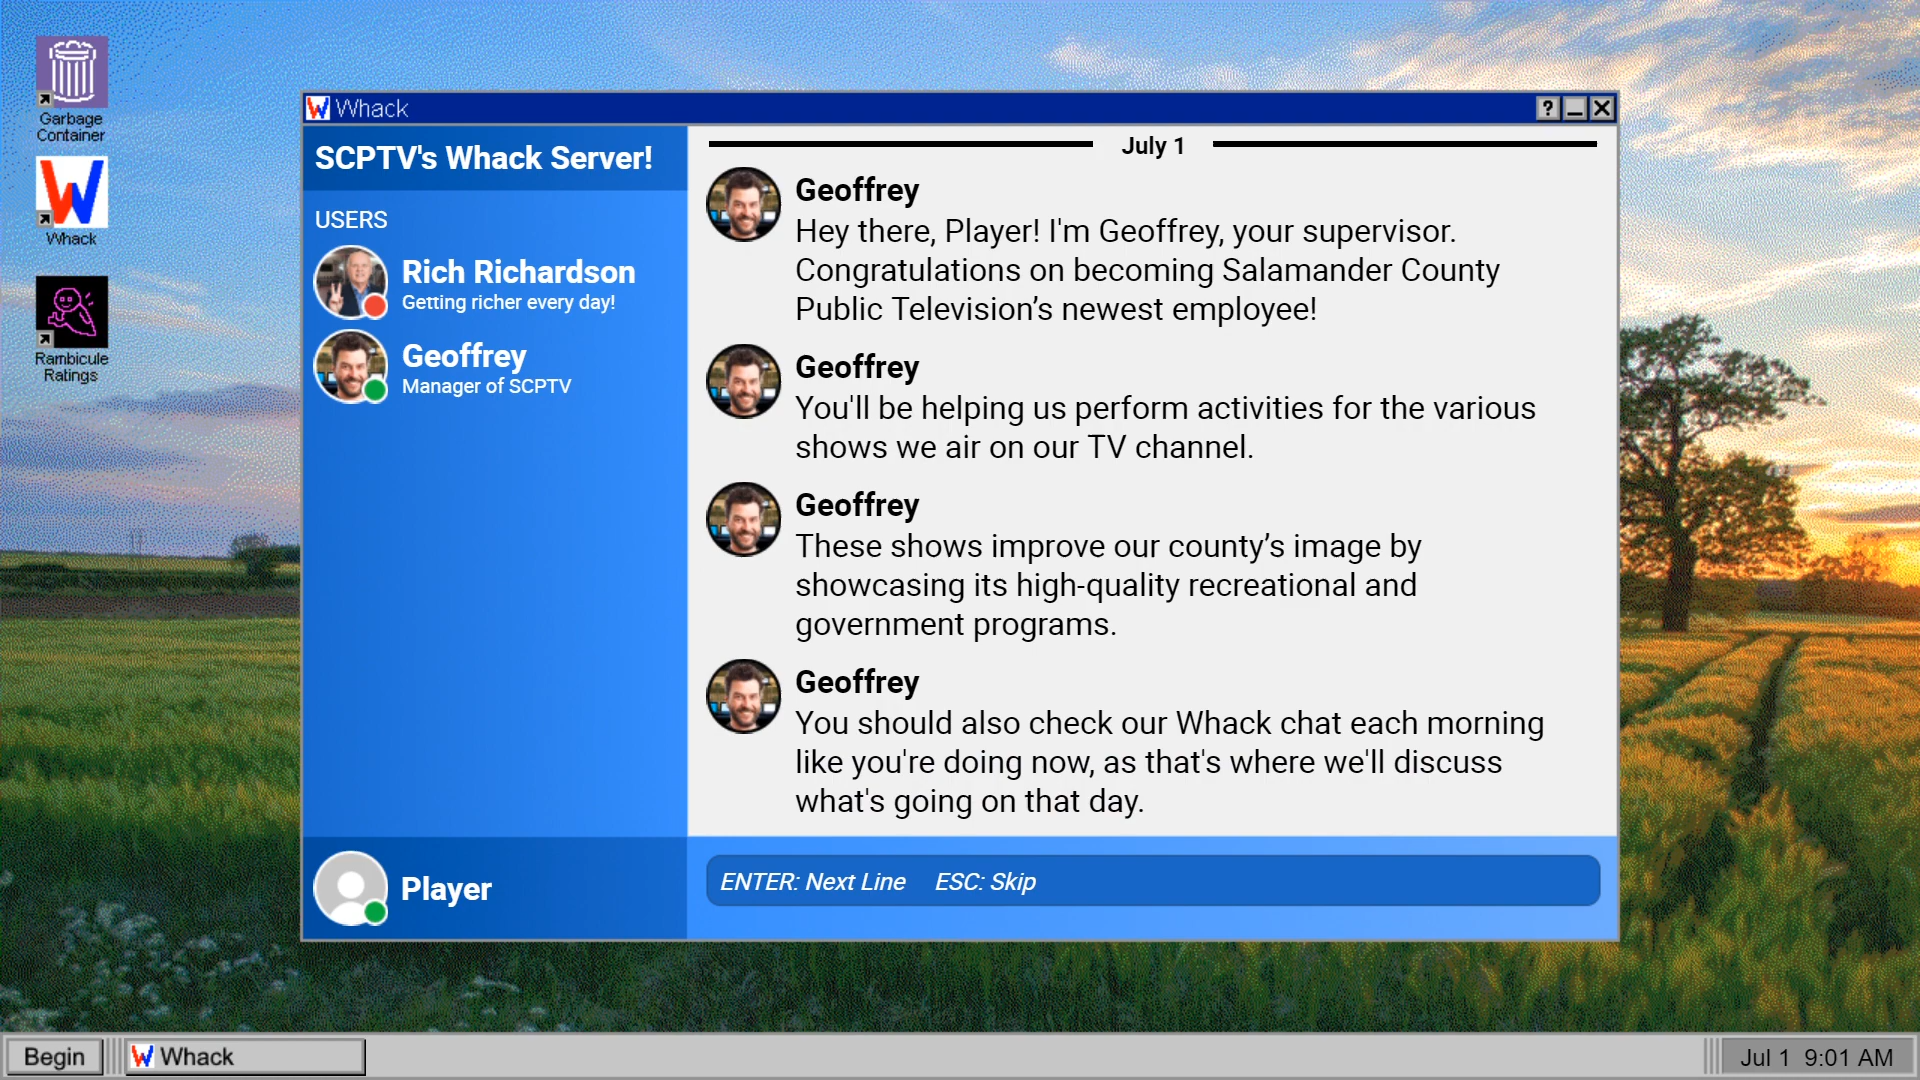 Garbage
Container
Whack
Rambicule
Ratings
Whack
SCPTV's Whack Server!
USERS
Rich Richardson
Getting richer every day!
Geoffrey
Manager of SCPTV
Player
July 1
Geoffrey
Hey there, Player! I'm Geoffrey, your supervisor.
Congratulations on becoming Salamander County
Public Television’s newest employee!
Geoffrey
You'll be helping us perform activities for the various
shows we air on our TV channel.
Geoffrey
These shows improve our county’s image by
showcasing its high-quality recreational and
government programs.
Geoffrey
You should also check our Whack chat each morning
like you're doing now, as that's where we'll discuss
what's going on that day.
ENTER: Next Line ESC: Skip
Begin
Whack
Jul 1 9:01 AM